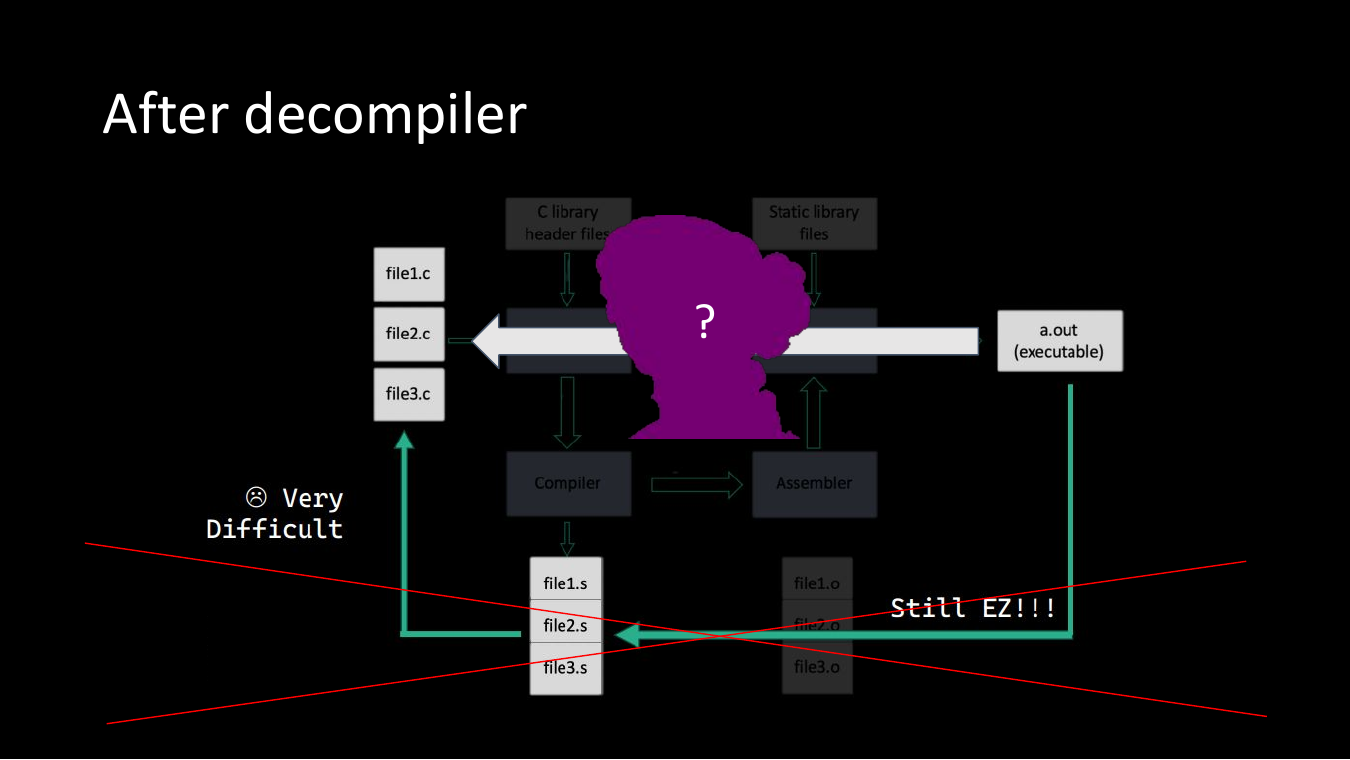 After decompiler
C library
header files
Static library
files
file1.c
file2.c
file3.c
?
a.out
(executable)
Compiler
Assembler
☹ Very
Difficult
file1.s
file2.s
file3.s
file1.o
file2.o
file3.o
Still EZ!!!